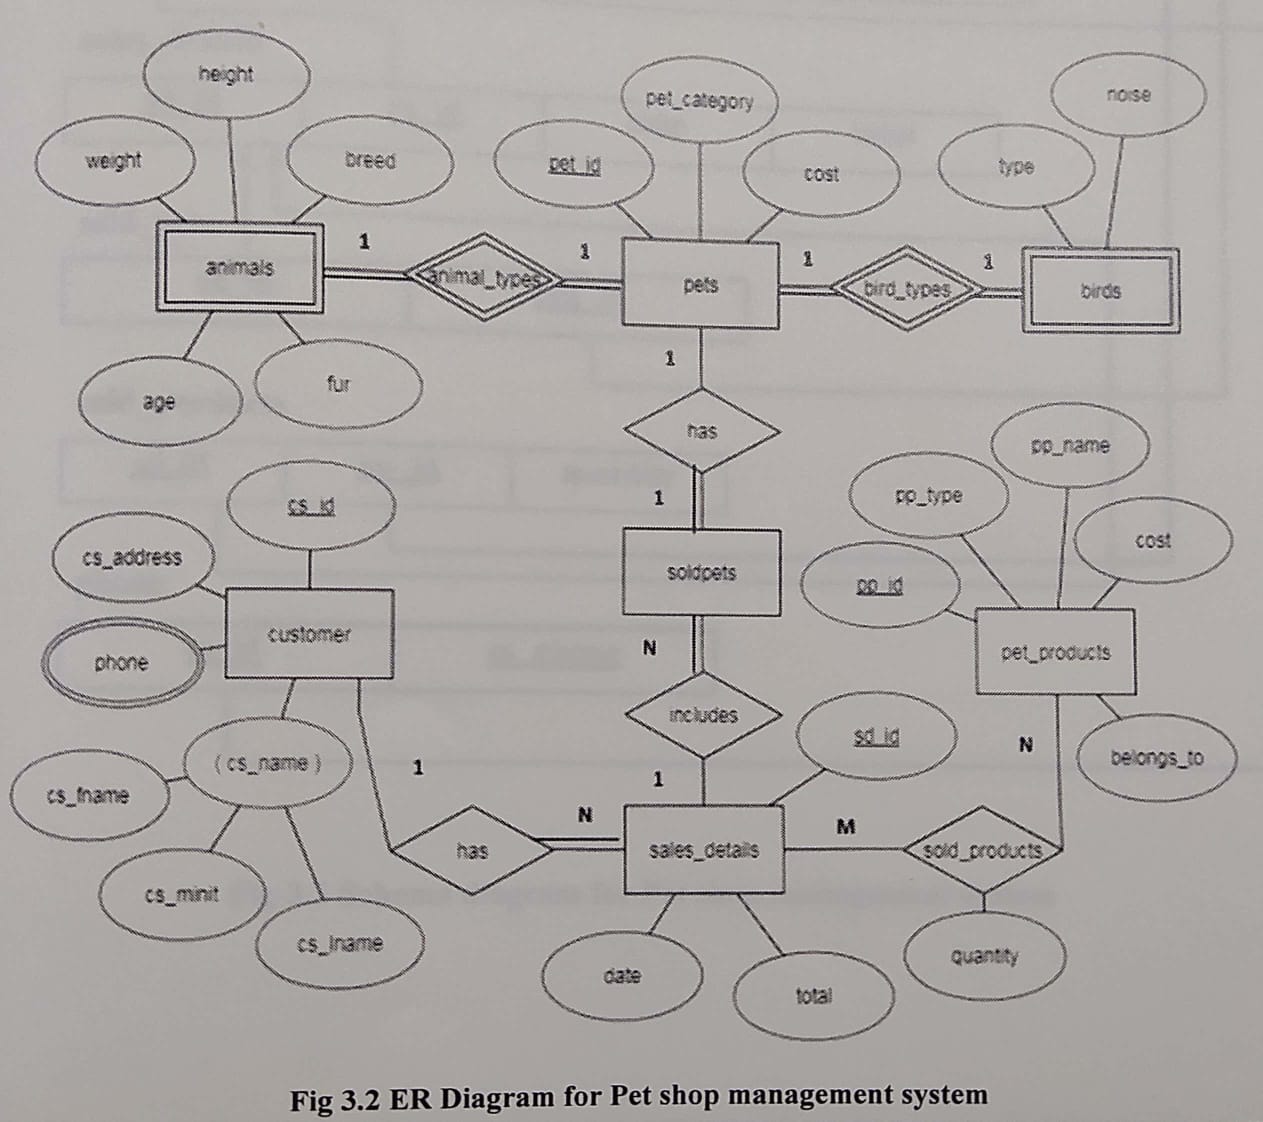 height
pet_category
noise
weight
breed
pet_id
cost
type
1
1
1
1
animals
animal_types
pets
bird_types
birds
1
age
fur
has
pp_name
cs_id
1
pp_type
cs_address
soldpets
cost
pp_id
customer
N
phone
pet_products
includes
sd_id
N
belongs_to
( cs_name )
1
1
cs_fname
N
M
has
sales_details
sold_products
cs_minit
cs_lname
date
total
quantity
Fig 3.2 ER Diagram for Pet shop management system